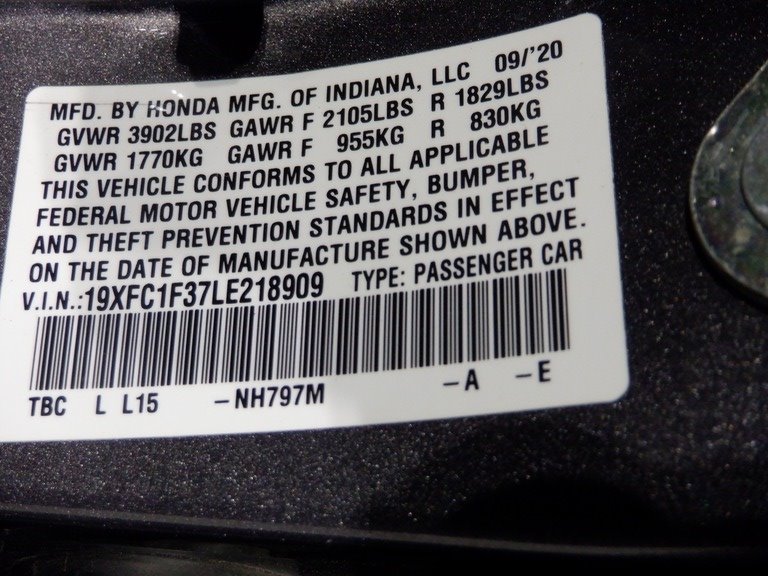 MFD. BY HONDA MFG. OF INDIANA, LLC 09/'20
GVWR 3902LBS GAWR F 2105LBS R 1829LBS
GVWR 1770KG GAWR F 955KG R 830KG
THIS VEHICLE CONFORMS TO ALL APPLICABLE
FEDERAL MOTOR VEHICLE SAFETY, BUMPER,
AND THEFT PREVENTION STANDARDS IN EFFECT
ON THE DATE OF MANUFACTURE SHOWN ABOVE.
V.I.N.:19XFC1F37LE218909 TYPE: PASSENGER CAR
TBC L L15 -NH797M -A -E